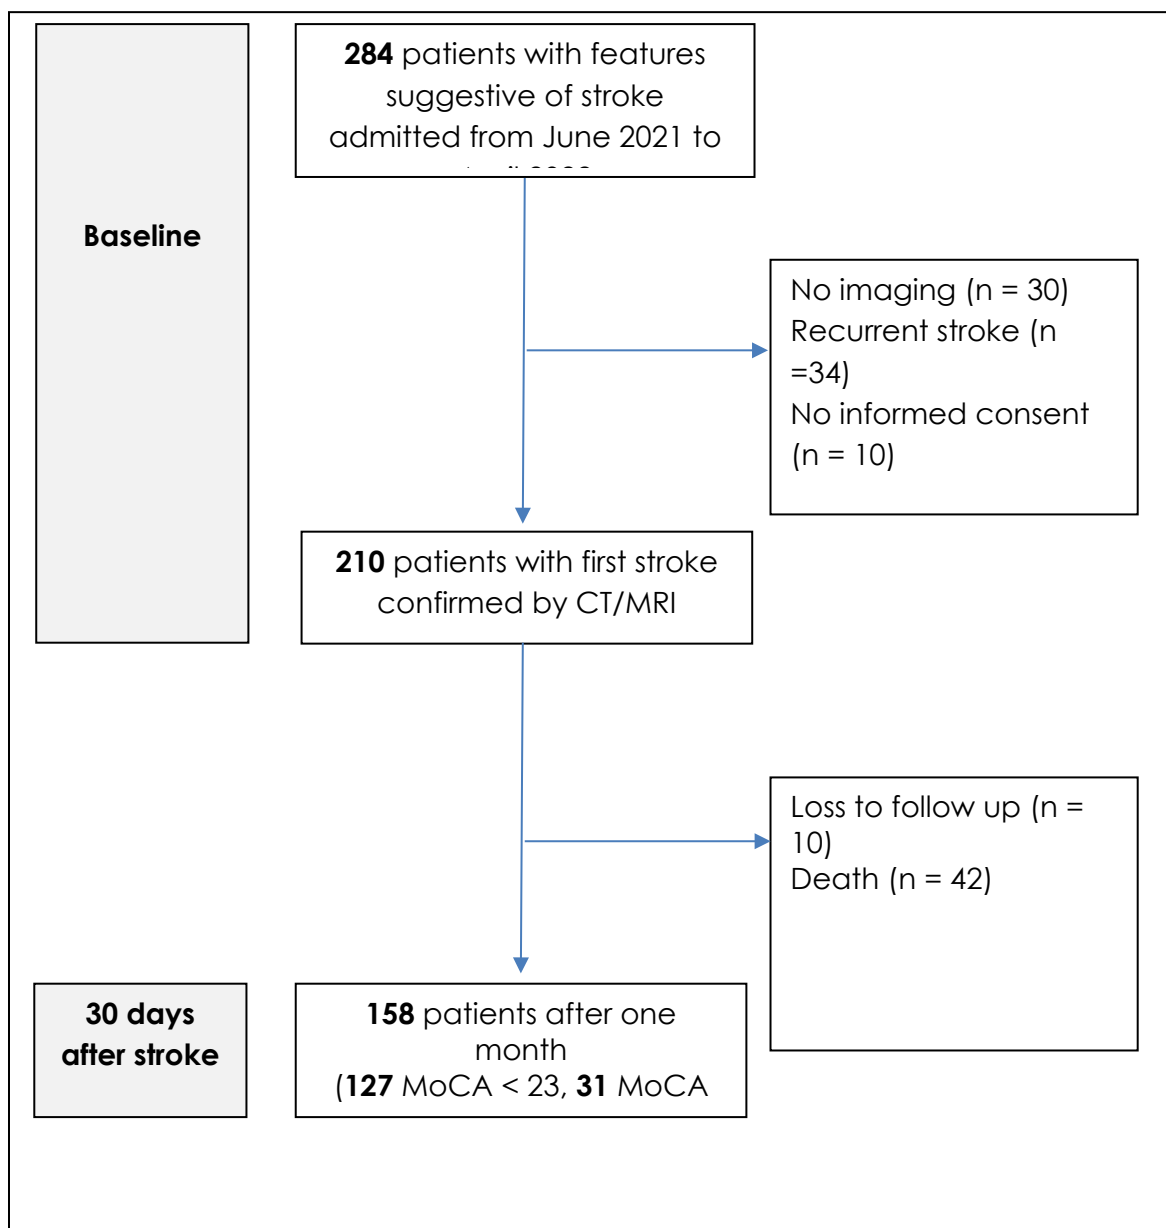 284 patients with features
suggestive of stroke
admitted from June 2021 to
Baseline
No imaging (n = 30)
Recurrent stroke (n
=34)
No informed consent
(n = 10)
210 patients with first stroke
confirmed by CT/MRI
Loss to follow up (n =
10)
Death (n = 42)
30 days
after stroke
158 patients after one
month
(127 MoCA < 23, 31 MoCA